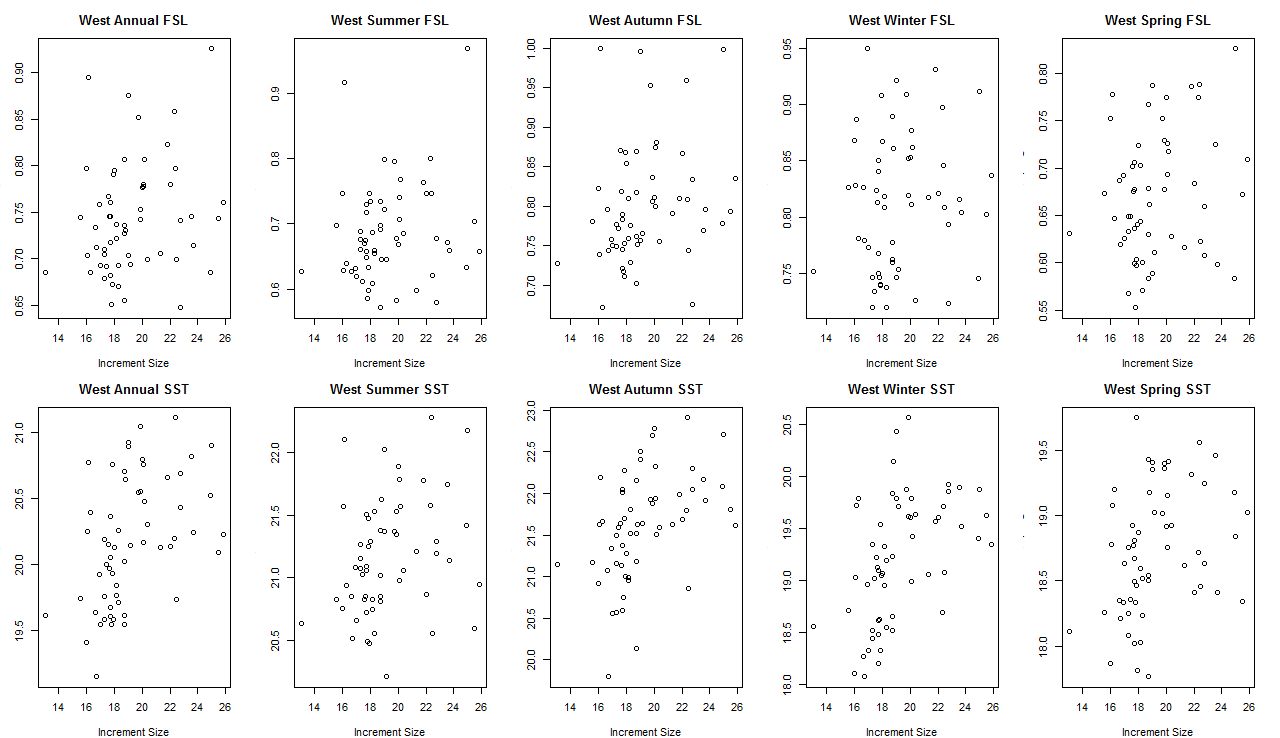 West Annual FSL West Summer FSL West Autumn FSL West Winter FSL West Spring FSL
0.90 0.85 0.80 0.75 0.70 0.65
0.9 0.8 0.7 0.6
1.00 0.95 0.90 0.85 0.80 0.75 0.70
0.95 0.90 0.85 0.80 0.75
0.80 0.75 0.70 0.65 0.60 0.55
14 16 18 20 22 24 26 14 16 18 20 22 24 26 14 16 18 20 22 24 26 14 16 18 20 22 24 26 14 16 18 20 22 24 26
Increment Size Increment Size Increment Size Increment Size Increment Size
West Annual SST West Summer SST West Autumn SST West Winter SST West Spring SST
21.0 20.5 20.0 19.5
22.0 21.5 21.0 20.5
23.0 22.5 22.0 21.5 21.0 20.5 20.0
20.5 20.0 19.5 19.0 18.5 18.0
19.5 19.0 18.5 18.0
14 16 18 20 22 24 26 14 16 18 20 22 24 26 14 16 18 20 22 24 26 14 16 18 20 22 24 26 14 16 18 20 22 24 26
Increment Size Increment Size Increment Size Increment Size Increment Size